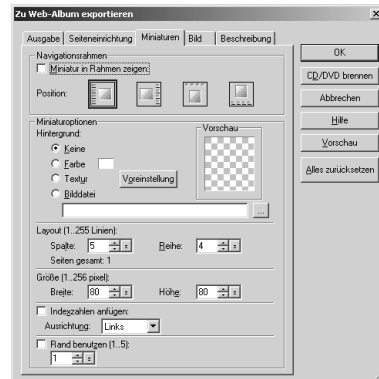 Zu Web-Album exportieren
Ausgabe Seiteneinrichtung Miniaturen Bild Beschreibung
Navigationsrahmen
Miniatur in Rahmen zeigen:
Position:
Miniaturoptionen
Hintergrund:
Keine
Farbe
Textur
Voreinstellung
Bilddatei
...
Vorschau
Layout (1..255 Linien):
Spalte: 5 Reihe: 4
Seiten gesamt: 1
Größe (1..256 pixel):
Breite: 80 Höhe: 80
Indexzahlen anfügen:
Ausrichtung: Links
Rand benutzen (1..5):
1
OK
CD/DVD brennen
Abbrechen
Hilfe
Vorschau
Alles zurücksetzen